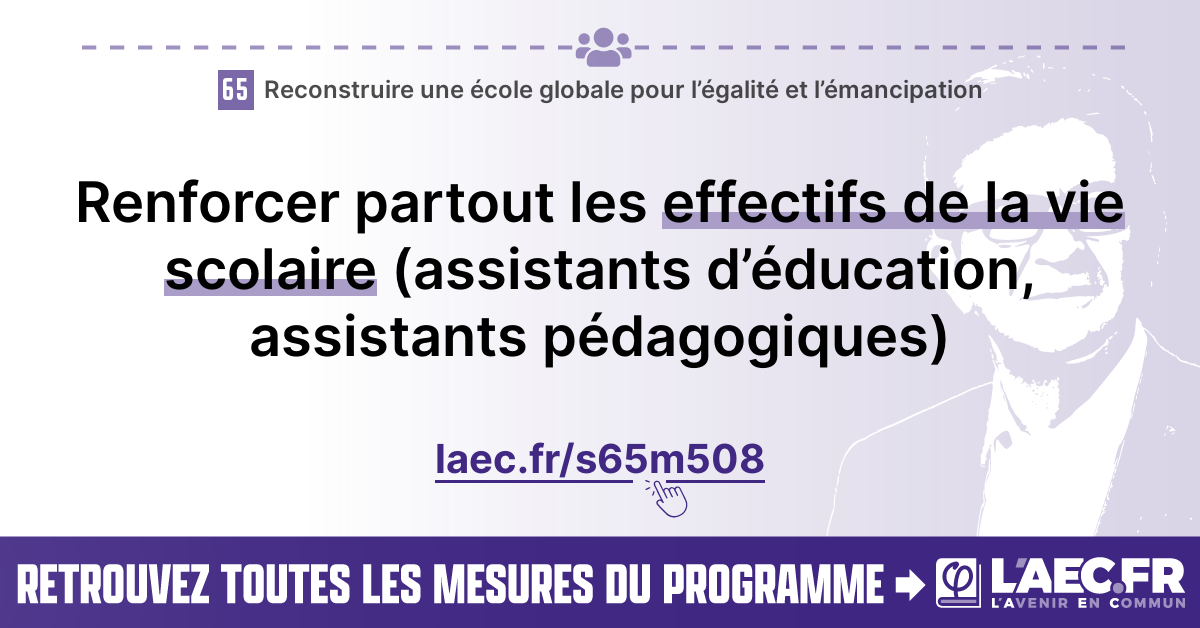 65 Reconstruire une école globale pour l’égalité et l’émancipation
Renforcer partout les effectifs de la vie
scolaire (assistants d’éducation,
assistants pédagogiques)
laec.fr/s65m508
RETROUVEZ TOUTES LES MESURES DU PROGRAMME φ L'AEC.FR
L'AVENIR EN COMMUN